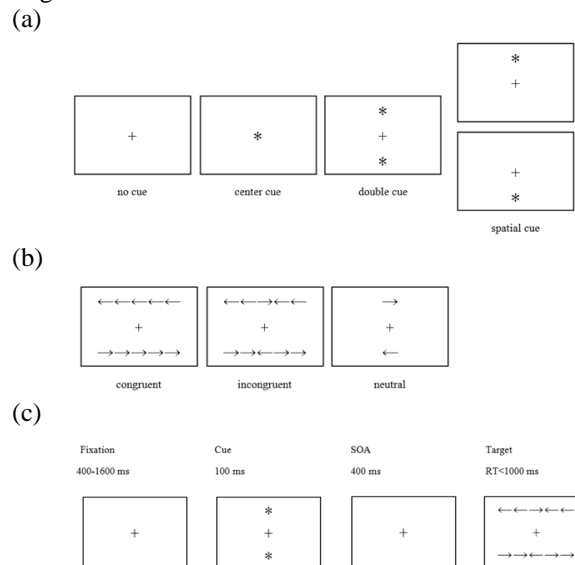 (a)
*
+
+
*
*
+
*
+
*
no cue
center cue
double cue
spatial cue
(b)
←←←←←
+
→→→→→
←←→←←
+
→→←→→
→
+
←
congruent
incongruent
neutral
(c)
Fixation
Cue
SOA
Target
400-1600 ms
100 ms
400 ms
RT<1000 ms
+
*
+
*
+
←←→←←
+
→→←→→